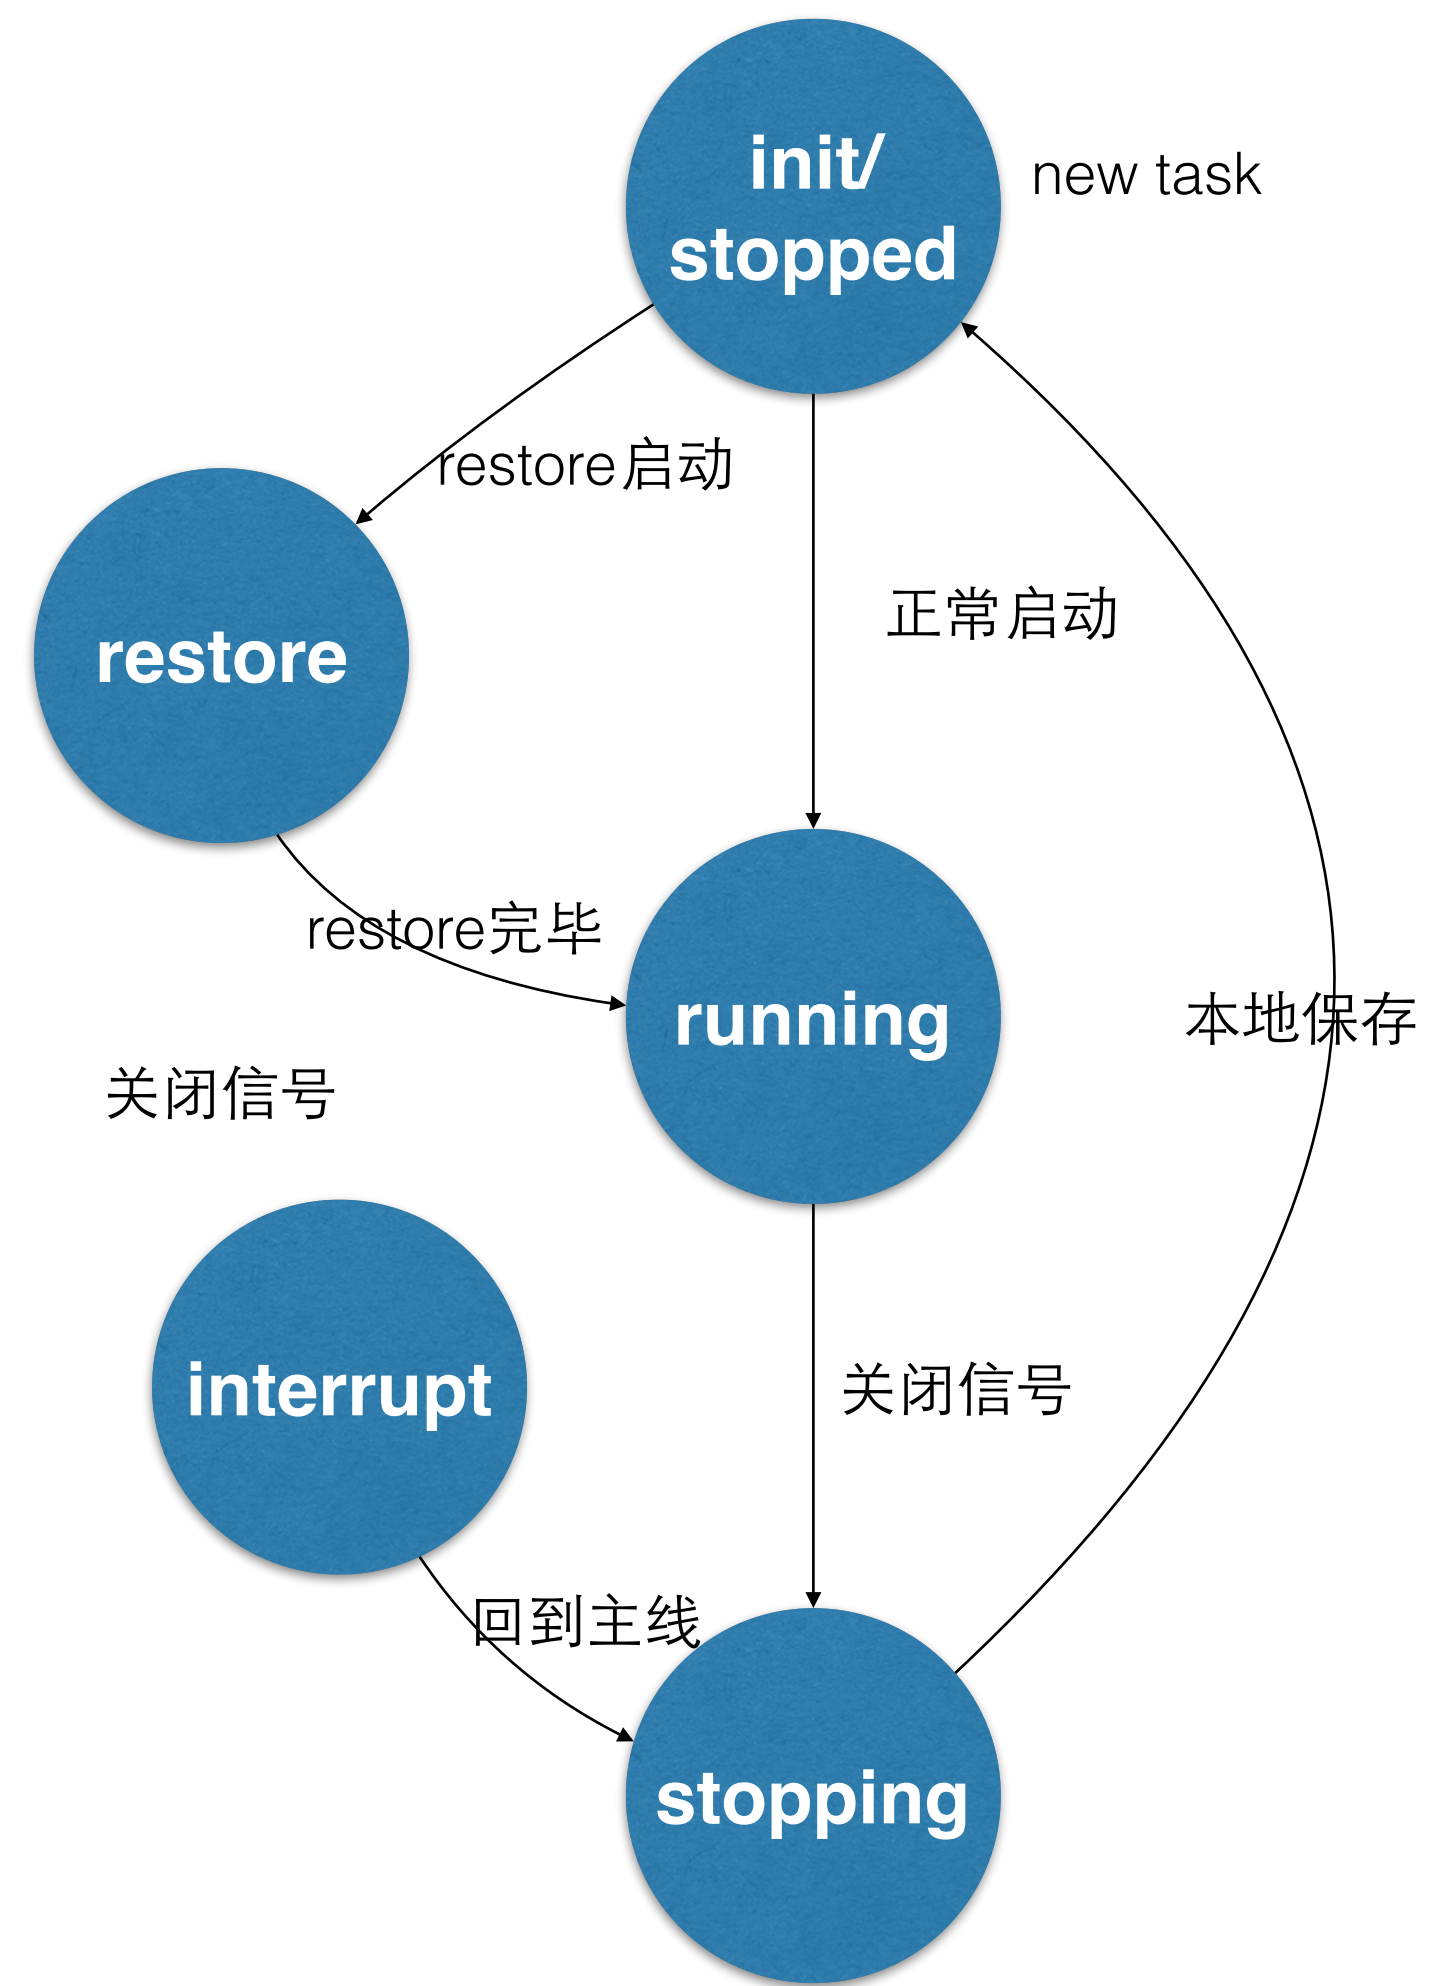 init/
stopped
new task
restore启动
正常启动
restore
restore完毕
running
本地保存
关闭信号
interrupt
关闭信号
回到主线
stopping